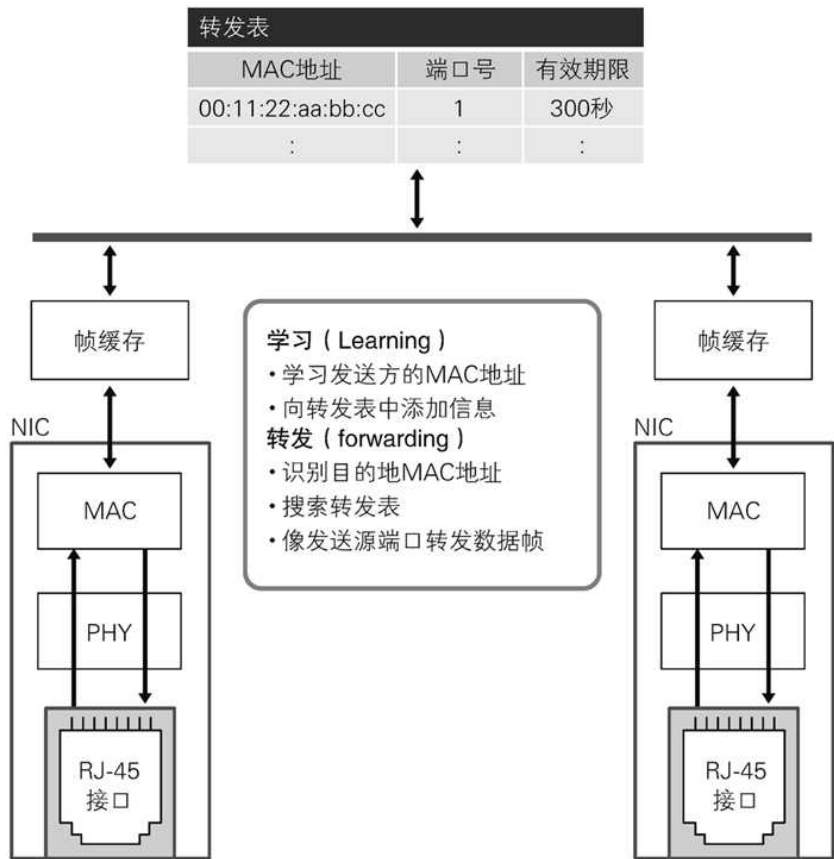 转发表
MAC地址 端口号 有效期限
00:11:22:aa:bb:cc 1 300秒
: : :
帧缓存
帧缓存
学习（Learning）
・学习发送方的MAC地址
・向转发表中添加信息
转发（forwarding）
・识别目的地MAC地址
・搜索转发表
・像发送源端口转发数据帧
NIC
MAC
PHY
RJ-45
接口
NIC
MAC
PHY
RJ-45
接口